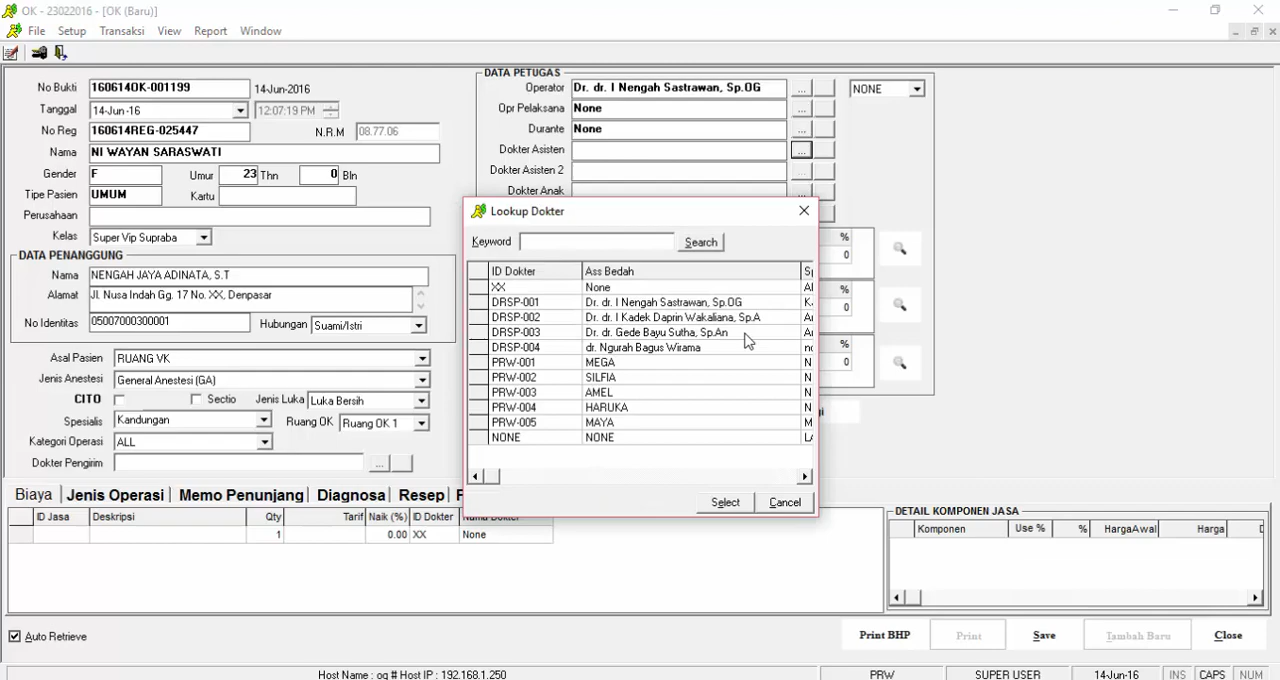 OK - 23022016 - [OK (Baru)]
File Setup Transaksi View Report Window
No Bukti 160614OK-001199 14-Jun-2016
Tanggal 14-Jun-16 12:07:19 PM
No Reg 160614REG-025447 N.R.M 08.77.06
Nama NI WAYAN SARASWATI
Gender F Umur 23 Thn 0 Bln
Tipe Pasien UMUM Kartu
Perusahaan
Kelas Super Vip Supraba
DATA PENANGGUNG
Nama NENGAH JAYA ADINATA, S.T
Alamat Jl. Nusa Indah Gg. 17 No. XX, Denpasar
No Identitas 05007000300001 Hubungan Suami/Istri
Asal Pasien RUANG VK
Jenis Anestesi General Anestesi (GA)
CITO Sectio Jenis Luka Luka Bersih
Spesialis Kandungan Ruang OK Ruang OK 1
Kategori Operasi ALL
Dokter Pengirim ...
DATA PETUGAS
Operator Dr. dr. I Nengah Sastrawan, Sp.OG ... NONE
Opr Pelaksana None ...
Durante None ...
Dokter Asisten ...
Dokter Asisten 2 ...
Dokter Anak ...
%
0
%
0
%
0
Lookup Dokter
Keyword Search
ID Dokter Ass Bedah
XX None
DRSP-001 Dr. dr. I Nengah Sastrawan, Sp.OG
DRSP-002 Dr. dr. I Kadek Daprin Wakaliana, Sp.A
DRSP-003 Dr. dr. Gede Bayu Sutha, Sp.An
DRSP-004 dr. Ngurah Bagus Wirama
PRW-001 MEGA
PRW-002 SILFIA
PRW-003 AMEL
PRW-004 HARUKA
PRW-005 MAYA
NONE NONE
Select Cancel
Biaya Jenis Operasi Memo Penunjang Diagnosa Resep
ID Jasa Deskripsi Qty Tarif Naik (%) ID Dokter Nama Dokter
1 0.00 XX None
DETAIL KOMPONEN JASA
Komponen Use % % HargaAwal Harga
Auto Retrieve
Print BHP Print Save Tambah Baru Close
Host Name : og # Host IP : 192.168.1.250 PRW SUPER USER 14-Jun-16 INS CAPS NUM